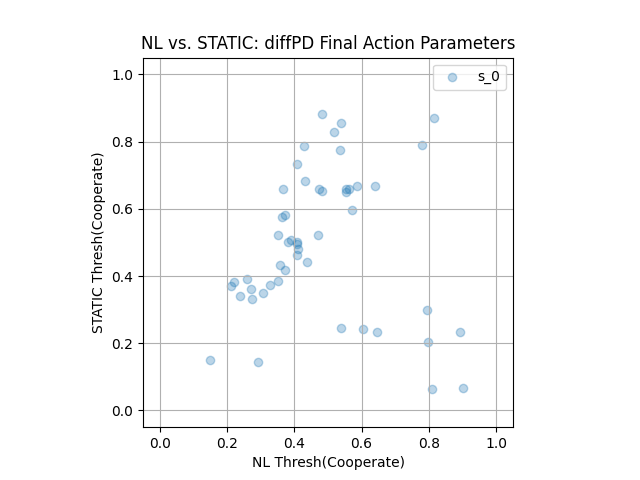 NL vs. STATIC: diffPD Final Action Parameters
s_0
1.0
0.8
0.6
0.4
0.2
0.0
STATIC Thresh(Cooperate)
0.0 0.2 0.4 0.6 0.8 1.0
NL Thresh(Cooperate)